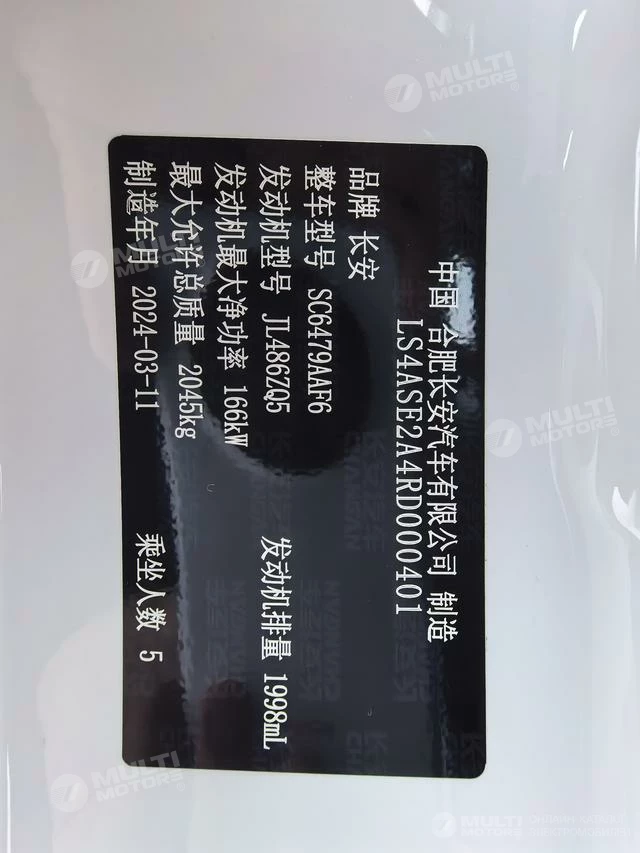 中国 合肥长安汽车有限公司 制造
LS4ASE2A4RD000401
品牌 长安
整车型号 SC6479AAF6
发动机型号 JL486ZQ5 发动机排量 1998mL
发动机最大净功率 166kW
最大允许总质量 2045kg
制造年月 2024-03-11 乘坐人数 5
MULTI MOTORS
MULTI MOTORS
MULTI MOTORS
MULTI MOTORS
MULTI MOTORS